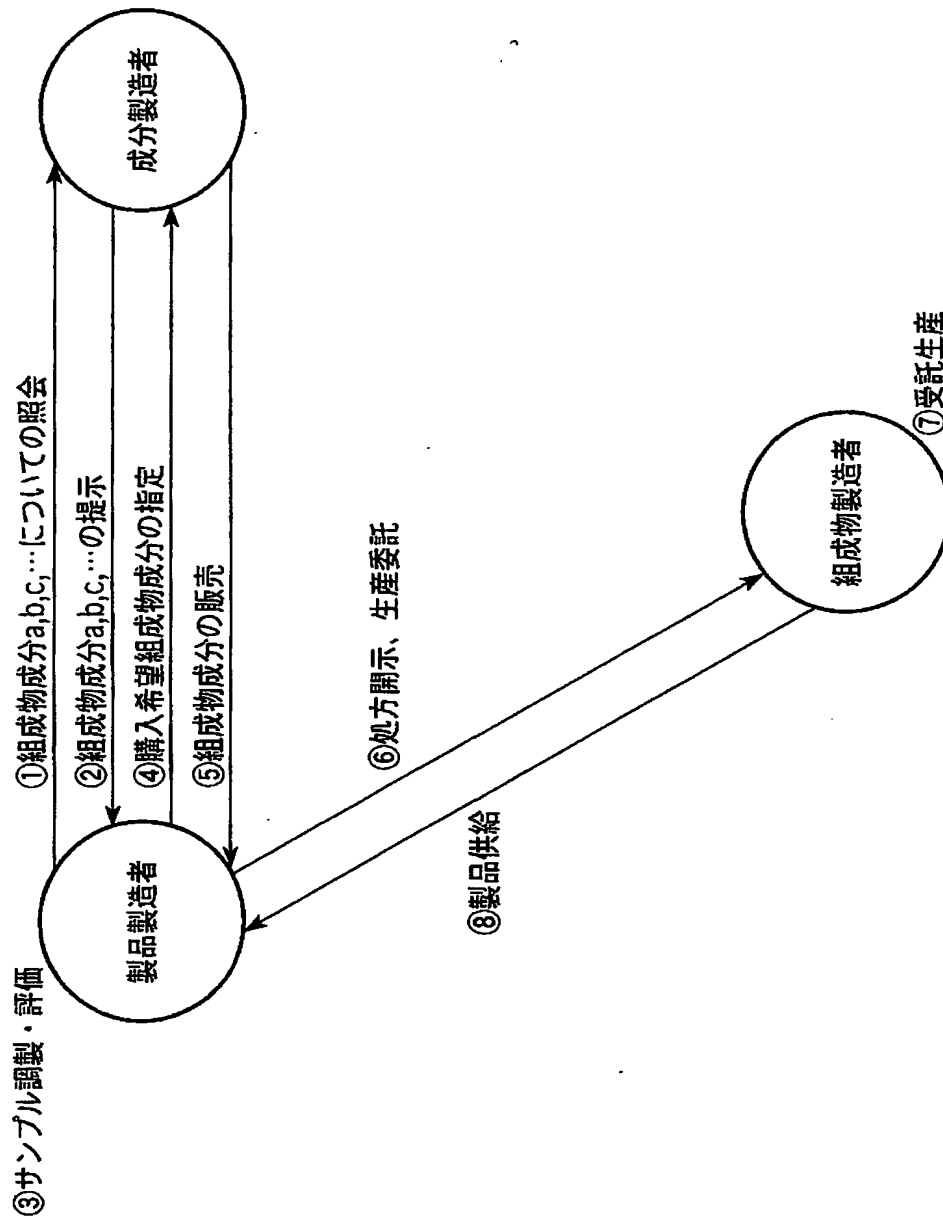 ③サンプル調製・評価
製品製造者
成分製造者
①組成物成分a,b,c,…についての照会
②組成物成分a,b,c,…の提示
④購入希望組成物成分の指定
⑤組成物成分の販売
⑥処方開示、生産委託
⑧製品供給
組成物製造者
⑦受託生産